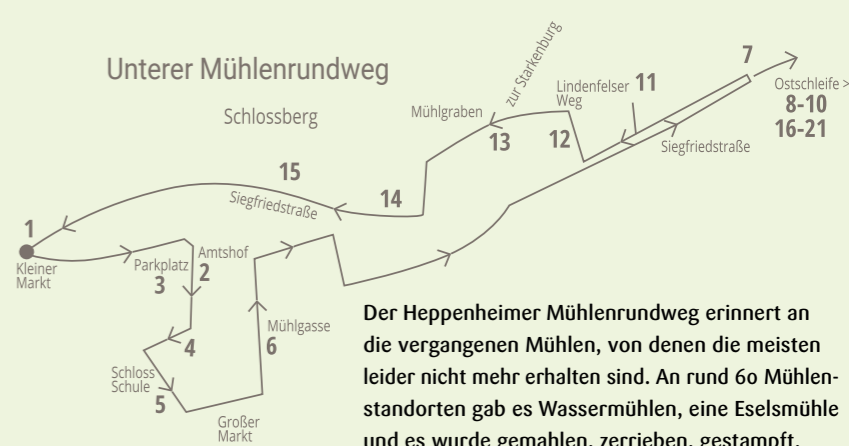 Unterer Mühlenrundweg
Schlossberg
zur Starkenburg
Mühlgraben
Lindenfelser
Weg
11
7
Ostschleife >
8-10
16-21
13
12
Siegfriedstraße
15
14
Siegfriedstraße
1
Kleiner
Markt
Parkplatz
3
Amtshof
2
4
Mühlgasse
6
Schloss
Schule
5
Großer
Markt
Der Heppenheimer Mühlenrundweg erinnert an
die vergangenen Mühlen, von denen die meisten
leider nicht mehr erhalten sind. An rund 60 Mühlen-
standorten gab es Wassermühlen, eine Eselsmühle
und es wurde gemahlen, zerrieben, gestampft,